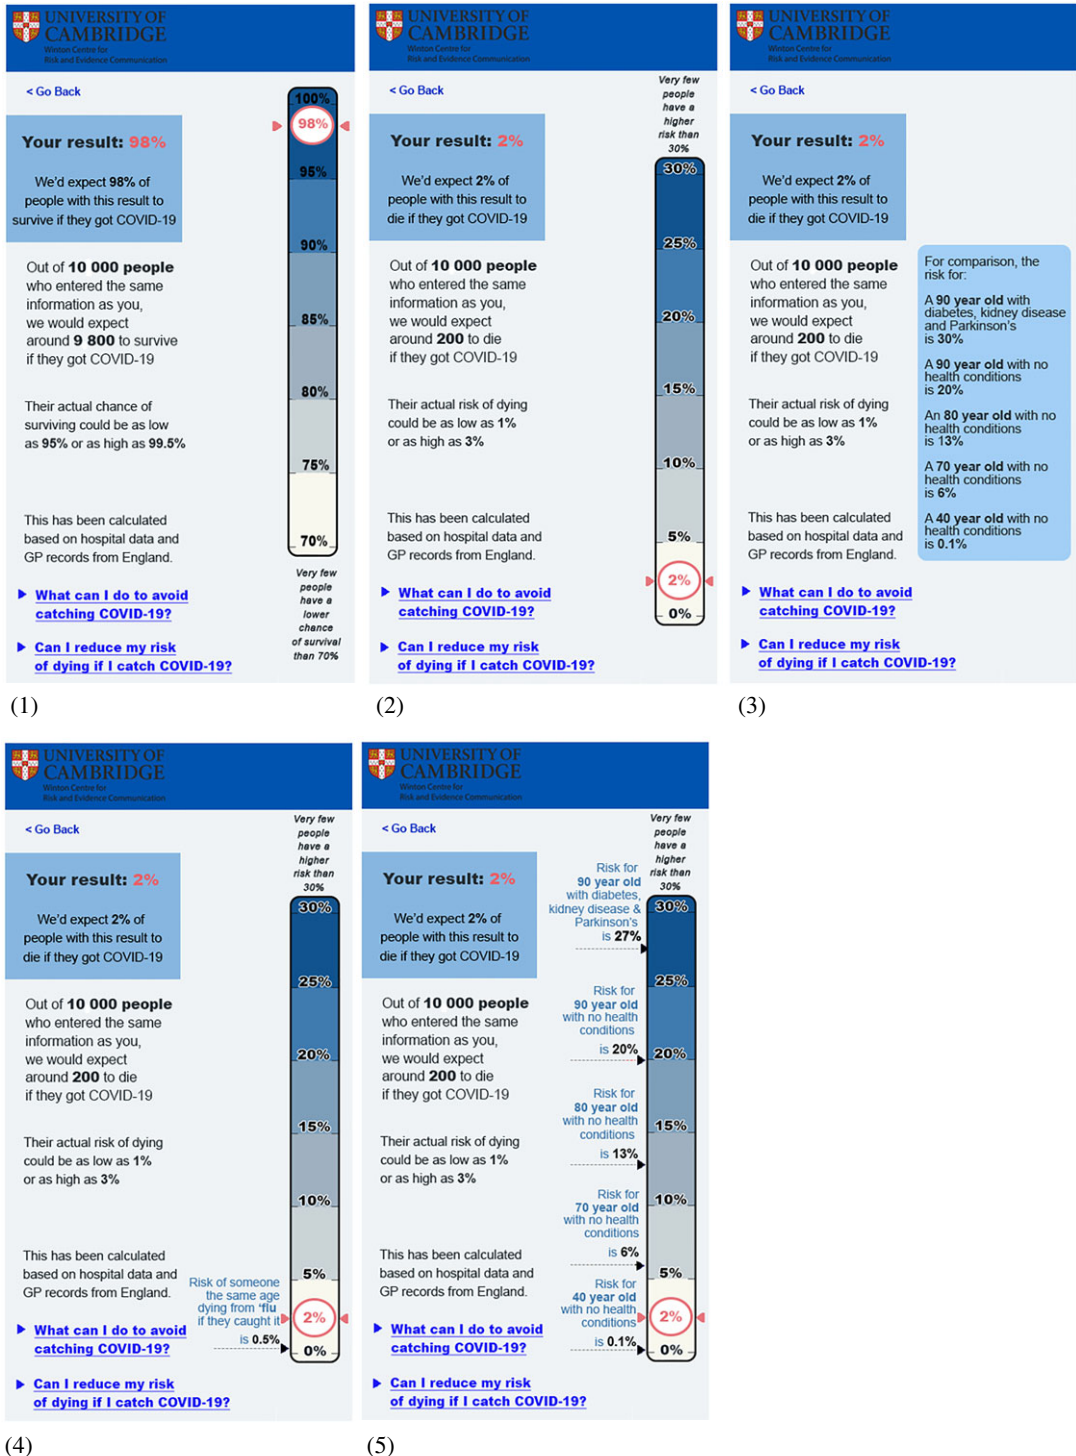 UNIVERSITY OF
CAMBRIDGE
Winton Centre for
Risk and Evidence Communication
< Go Back
Your result: 98%
We'd expect 98% of
people with this result to
survive if they got COVID-19
Out of 10 000 people
who entered the same
information as you,
we would expect
around 9 800 to survive
if they got COVID-19
Their actual chance of
surviving could be as low
as 95% or as high as 99.5%
This has been calculated
based on hospital data and
GP records from England.
▶ What can I do to avoid
catching COVID-19?
▶ Can I reduce my risk
of dying if I catch COVID-19?
100%
98%
95%
90%
85%
80%
75%
70%
Very few
people
have a
lower
chance
of survival
than 70%
(1)
UNIVERSITY OF
CAMBRIDGE
Winton Centre for
Risk and Evidence Communication
< Go Back
Your result: 2%
We'd expect 2% of
people with this result to
die if they got COVID-19
Out of 10 000 people
who entered the same
information as you,
we would expect
around 200 to die
if they got COVID-19
Their actual risk of dying
could be as low as 1%
or as high as 3%
This has been calculated
based on hospital data and
GP records from England.
▶ What can I do to avoid
catching COVID-19?
▶ Can I reduce my risk
of dying if I catch COVID-19?
Very few
people
have a
higher
risk than
30%
30%
25%
20%
15%
10%
5%
2%
0%
(2)
UNIVERSITY OF
CAMBRIDGE
Winton Centre for
Risk and Evidence Communication
< Go Back
Your result: 2%
We'd expect 2% of
people with this result to
die if they got COVID-19
Out of 10 000 people
who entered the same
information as you,
we would expect
around 200 to die
if they got COVID-19
Their actual risk of dying
could be as low as 1%
or as high as 3%
This has been calculated
based on hospital data and
GP records from England.
▶ What can I do to avoid
catching COVID-19?
▶ Can I reduce my risk
of dying if I catch COVID-19?
For comparison, the
risk for:
A 90 year old with
diabetes, kidney disease
and Parkinson's
is 30%
A 90 year old with no
health conditions
is 20%
An 80 year old with no
health conditions
is 13%
A 70 year old with no
health conditions
is 6%
A 40 year old with no
health conditions
is 0.1%
(3)
UNIVERSITY OF
CAMBRIDGE
Winton Centre for
Risk and Evidence Communication
< Go Back
Your result: 2%
We'd expect 2% of
people with this result to
die if they got COVID-19
Out of 10 000 people
who entered the same
information as you,
we would expect
around 200 to die
if they got COVID-19
Their actual risk of dying
could be as low as 1%
or as high as 3%
This has been calculated
based on hospital data and
GP records from England.
▶ What can I do to avoid
catching COVID-19?
▶ Can I reduce my risk
of dying if I catch COVID-19?
Very few
people
have a
higher
risk than
30%
30%
25%
20%
15%
10%
5%
2%
0%
Risk of someone
the same age
dying from 'flu
if they caught it
is 0.5%
(4)
UNIVERSITY OF
CAMBRIDGE
Winton Centre for
Risk and Evidence Communication
< Go Back
Your result: 2%
We'd expect 2% of
people with this result to
die if they got COVID-19
Out of 10 000 people
who entered the same
information as you,
we would expect
around 200 to die
if they got COVID-19
Their actual risk of dying
could be as low as 1%
or as high as 3%
This has been calculated
based on hospital data and
GP records from England.
▶ What can I do to avoid
catching COVID-19?
▶ Can I reduce my risk
of dying if I catch COVID-19?
Risk for
90 year old
with diabetes,
kidney disease &
Parkinson's
is 27%
Risk for
90 year old
with no health
conditions
is 20%
Risk for
80 year old
with no health
conditions
is 13%
Risk for
70 year old
with no health
conditions
is 6%
Risk for
40 year old
with no health
conditions
is 0.1%
Very few
people
have a
higher
risk than
30%
30%
25%
20%
15%
10%
5%
2%
0%
(5)